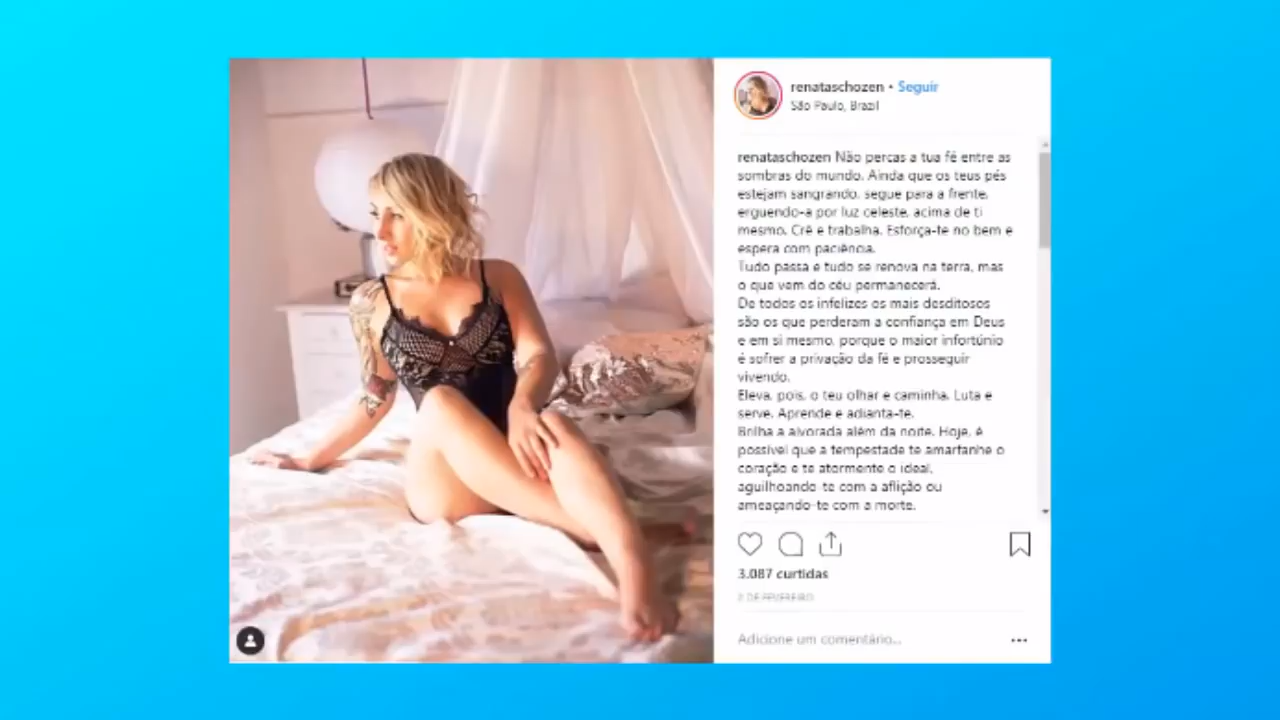 renataschozen • Seguir
São Paulo, Brazil
renataschozen Não percas a tua fé entre as
sombras do mundo. Ainda que os teus pés
estejam sangrando, segue para a frente,
erguendo-a por luz celeste, acima de ti
mesmo. Crê e trabalha. Esforça-te no bem e
espera com paciência.
Tudo passa e tudo se renova na terra, mas
o que vem do céu permanecerá.
De todos os infelizes os mais desditosos
são os que perderam a confiança em Deus
e em si mesmo, porque o maior infortúnio
é sofrer a privação da fé e prosseguir
vivendo.
Eleva, pois, o teu olhar e caminha. Luta e
serve. Aprende e adianta-te.
Brilha a alvorada além da noite. Hoje, é
possível que a tempestade te amarfanhe o
coração e te atormente o ideal,
aguilhoando-te com a aflição ou
ameaçando-te com a morte.
3.087 curtidas
DE FEVEREIRO
Adicione um comentário...